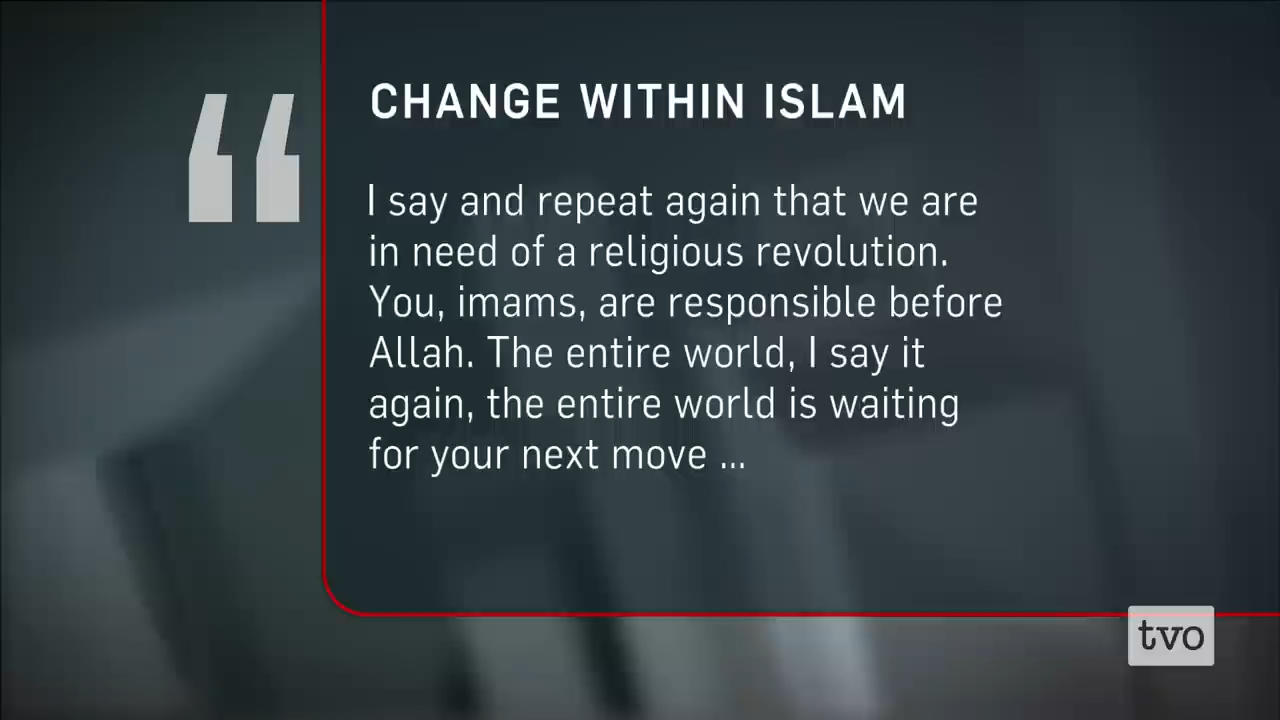 “
CHANGE WITHIN ISLAM
I say and repeat again that we are
in need of a religious revolution.
You, imams, are responsible before
Allah. The entire world, I say it
again, the entire world is waiting
for your next move ...
tvo